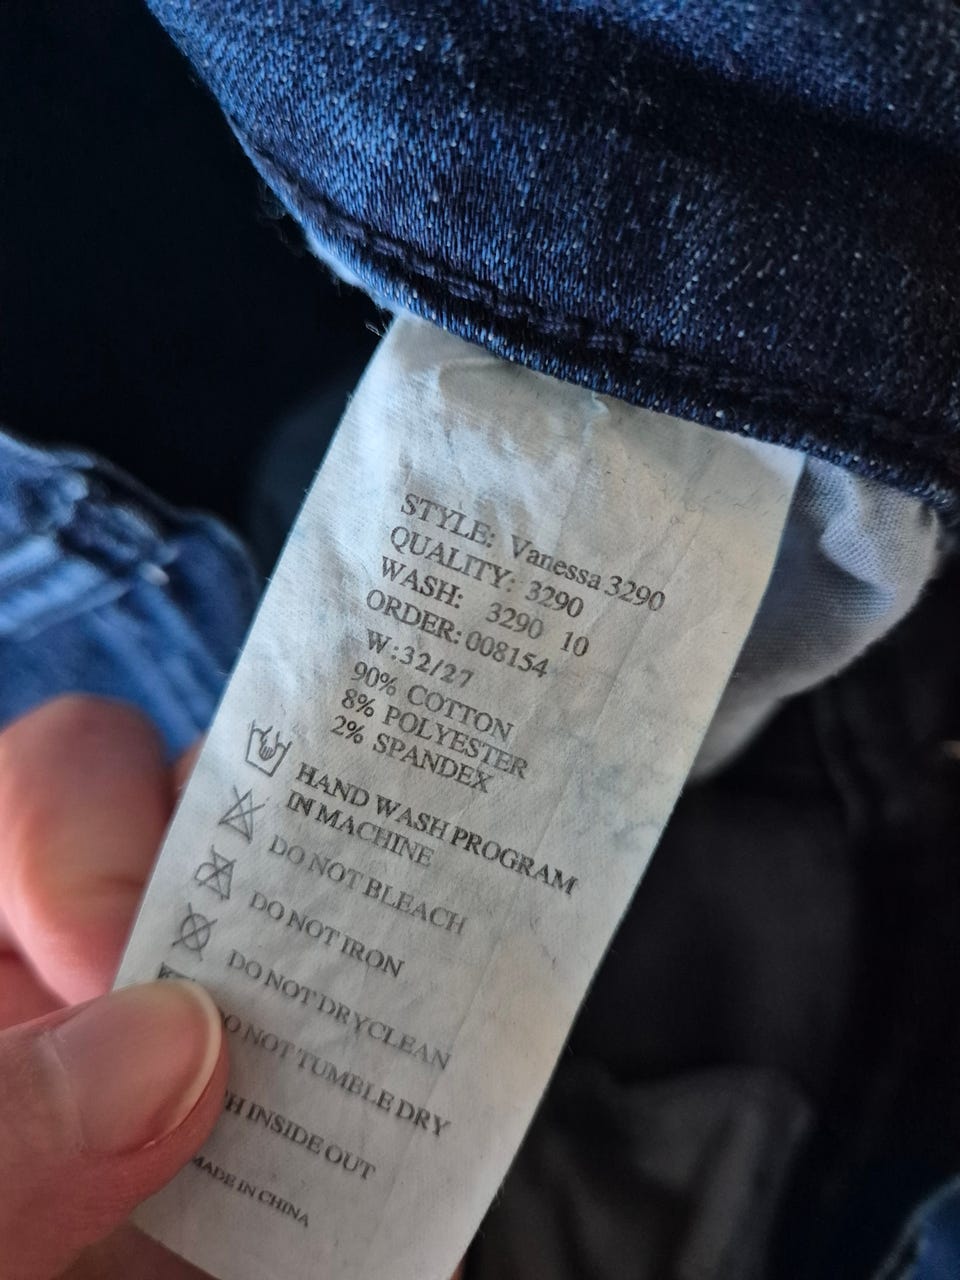 STYLE: Vanessa 3290
QUALITY: 3290
WASH: 3290 10
ORDER: 008154
W:32/27
90% COTTON
8% POLYESTER
2% SPANDEX
HAND WASH PROGRAM
IN MACHINE
DO NOT BLEACH
DO NOT IRON
DO NOT DRYCLEAN
DO NOT TUMBLE DRY
INSIDE OUT
MADE IN CHINA